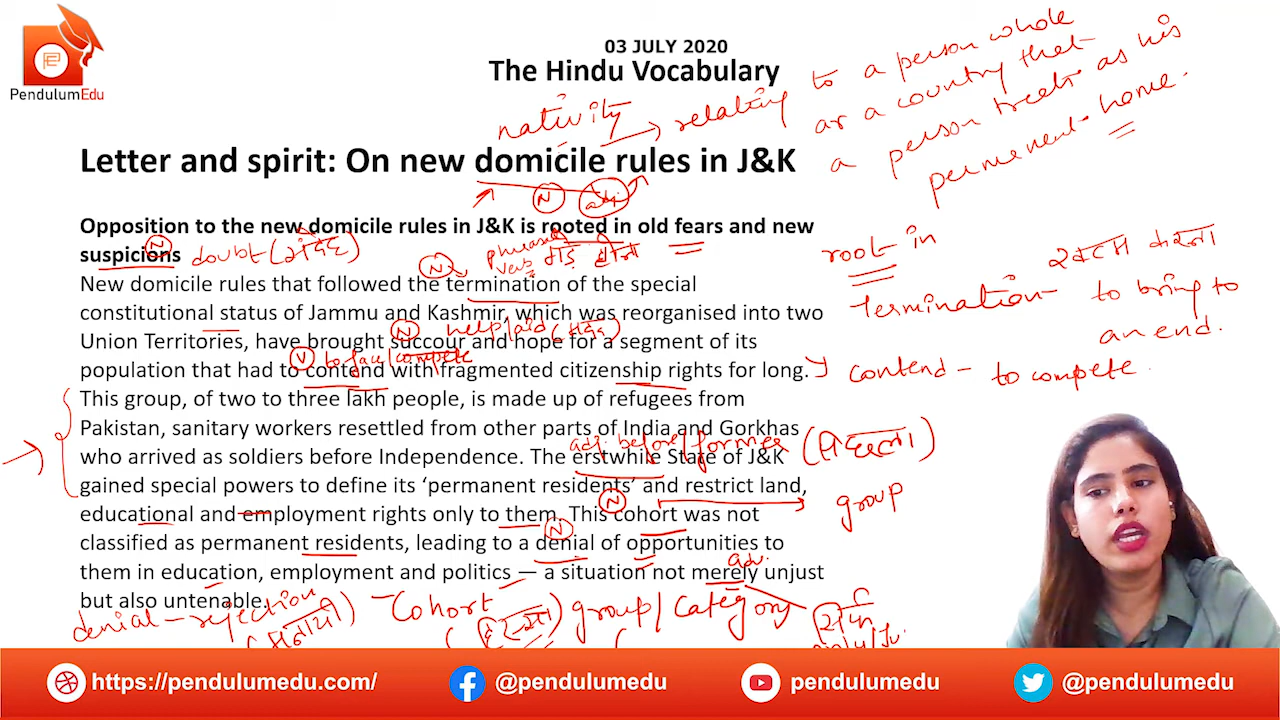 PendulumEdu
03 JULY 2020
The Hindu Vocabulary
nativity → relating to a person whole
or a country that
a person treats as his
permenent home.
Letter and spirit: On new domicile rules in J&K
N adj.
Opposition to the new domicile rules in J&K is rooted in old fears and new
suspicions
N doubt
N phrasal verb
root in
New domicile rules that followed the termination of the special
constitutional status of Jammu and Kashmir, which was reorganised into two
Termination - to bring to
an end.
N help/aid
Union Territories, have brought succour and hope for a segment of its
V to face/compete
population that had to contend with fragmented citizenship rights for long.
contend - to compete.
This group, of two to three lakh people, is made up of refugees from
Pakistan, sanitary workers resettled from other parts of India and Gorkhas
adj. before/former
who arrived as soldiers before Independence. The erstwhile State of J&K
gained special powers to define its ‘permanent residents’ and restrict land,
N group
educational and employment rights only to them. This cohort was not
N
classified as permanent residents, leading to a denial of opportunities to
adv.
them in education, employment and politics — a situation not merely unjust
but also untenable.
denial - rejection
Cohort group/category
https://pendulumedu.com/
@pendulumedu
pendulumedu
@pendulumedu